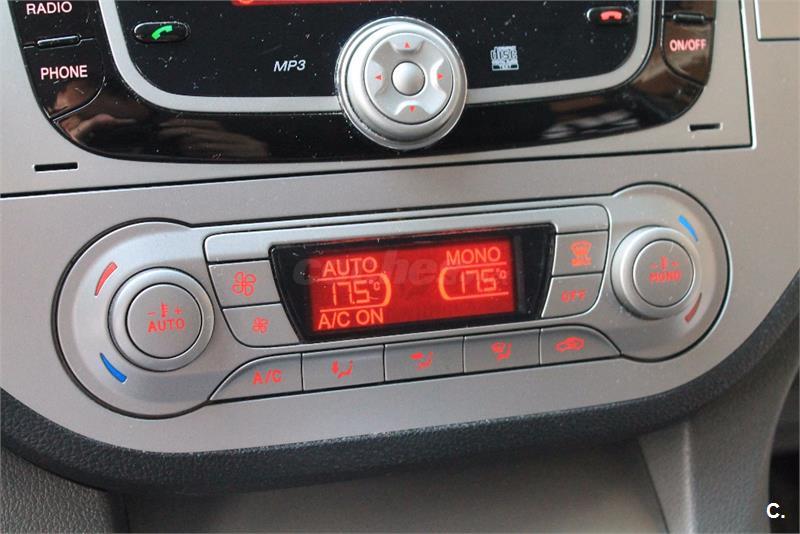 RADIO
PHONE
MP3
ON/OFF
AUTO MONO
17.5°C 17.5°C
A/C ON
AUTO
MONO
OFF
A/C
C.